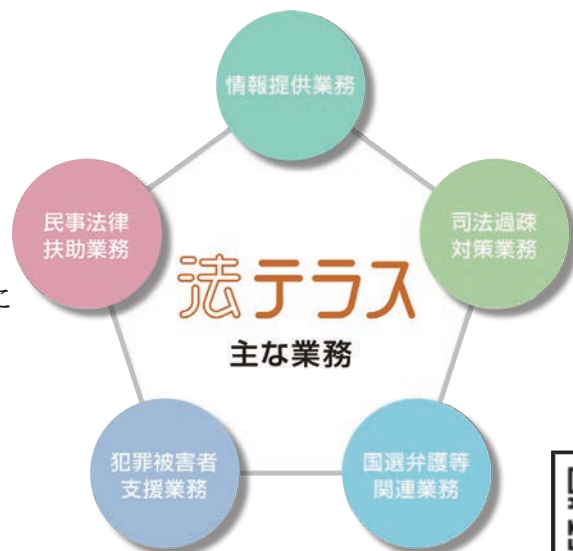 情報提供業務
民事法律
扶助業務
司法過疎
対策業務
に
法テラス
主な業務
犯罪被害者
支援業務
国選弁護等
関連業務